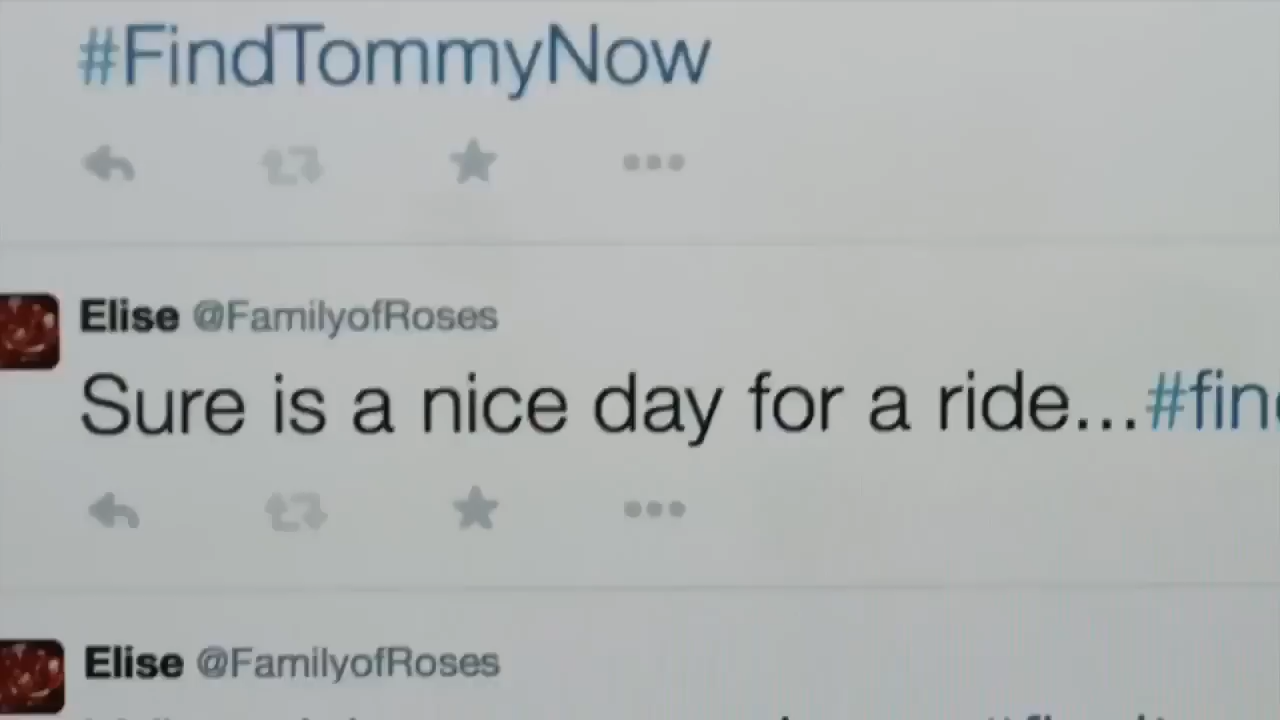 #FindTommyNow
Elise @FamilyofRoses
Sure is a nice day for a ride...
Elise @FamilyofRoses